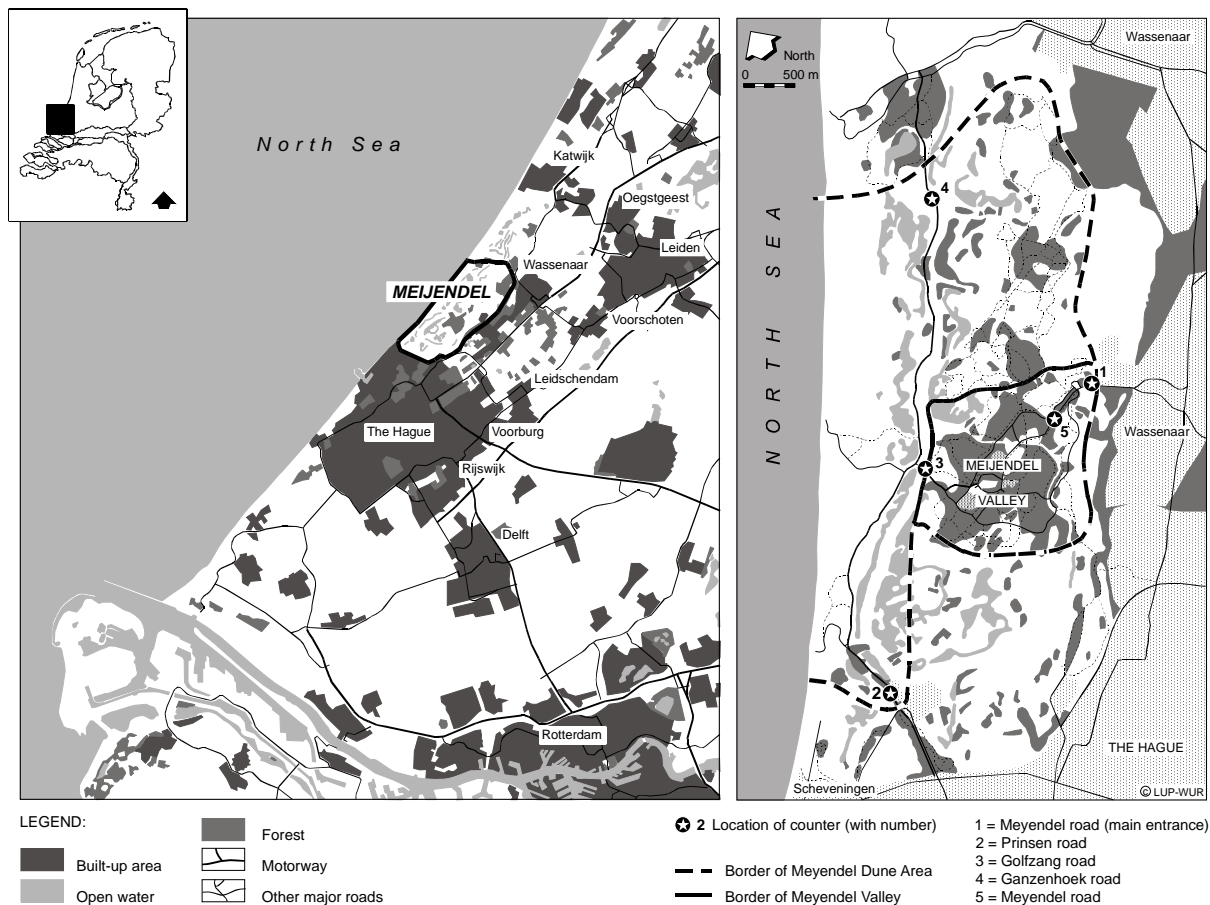 North Sea
Katwijk
Oegstgeest
Leiden
Wassenaar
MEIJENDEL
Voorschoten
Leidschendam
The Hague
Voorburg
Rijswijk
Delft
Rotterdam
North
0 500 m
Wassenaar
NORTH SEA
4
1
5
Wassenaar
3
MEIJENDEL
VALLEY
2
THE HAGUE
Scheveningen
© LUP-WUR
LEGEND:
Built-up area
Open water
Forest
Motorway
Other major roads
2 Location of counter (with number)
Border of Meyendel Dune Area
Border of Meyendel Valley
1 = Meyendel road (main entrance)
2 = Prinsen road
3 = Golfzang road
4 = Ganzenhoek road
5 = Meyendel road